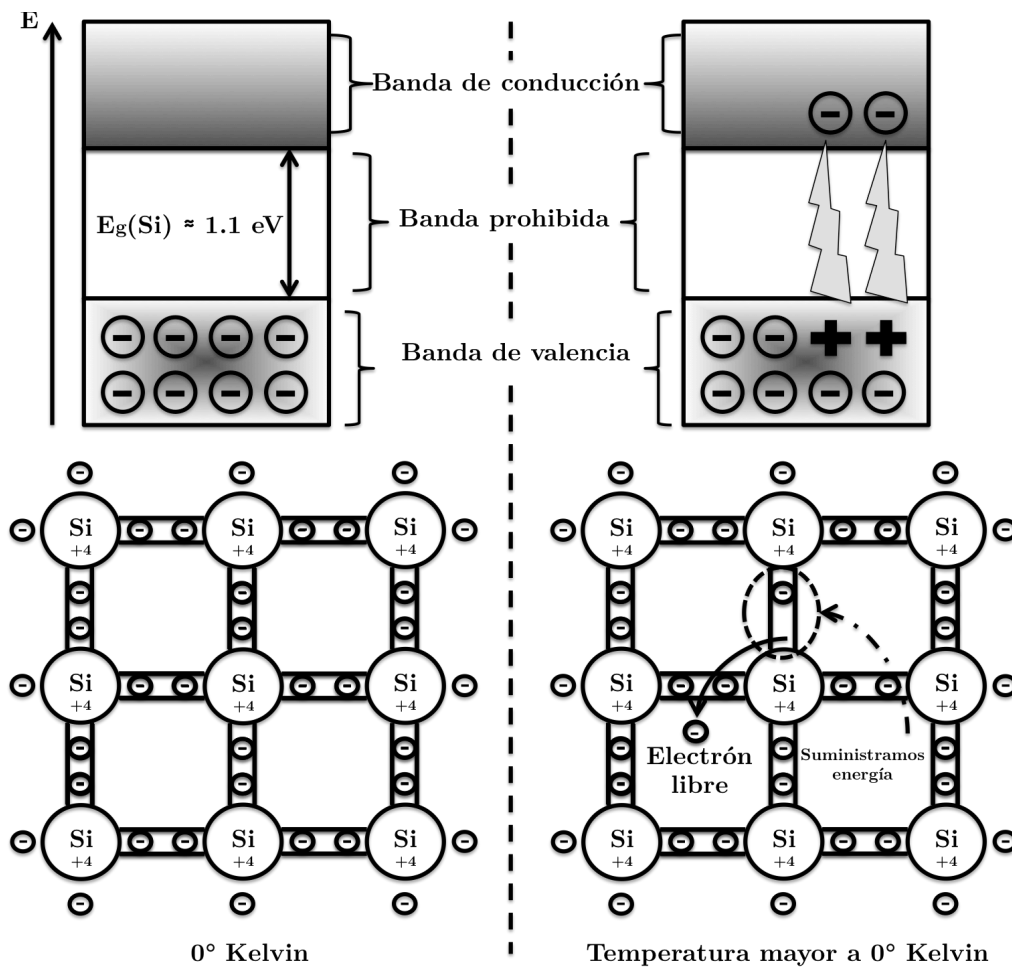 E
Banda de conducción
Eg(Si) ≈ 1.1 eV
Banda prohibida
Banda de valencia
- - - -
- - - -
- -
- - + +
- - - -
- - -
- Si - - Si - - Si -
+4 +4 +4
- - -
- - -
- Si - - Si - - Si -
+4 +4 +4
- - -
- - -
- Si - - Si - - Si -
+4 +4 +4
- - -
0° Kelvin
- - -
- Si - - Si - - Si -
+4 +4 +4
- - -
- -
- Si - - Si - - Si -
+4 +4 +4
-
Electrón
libre
Suministramos
energía
- - -
- - -
- Si - - Si - - Si -
+4 +4 +4
- - -
Temperatura mayor a 0° Kelvin